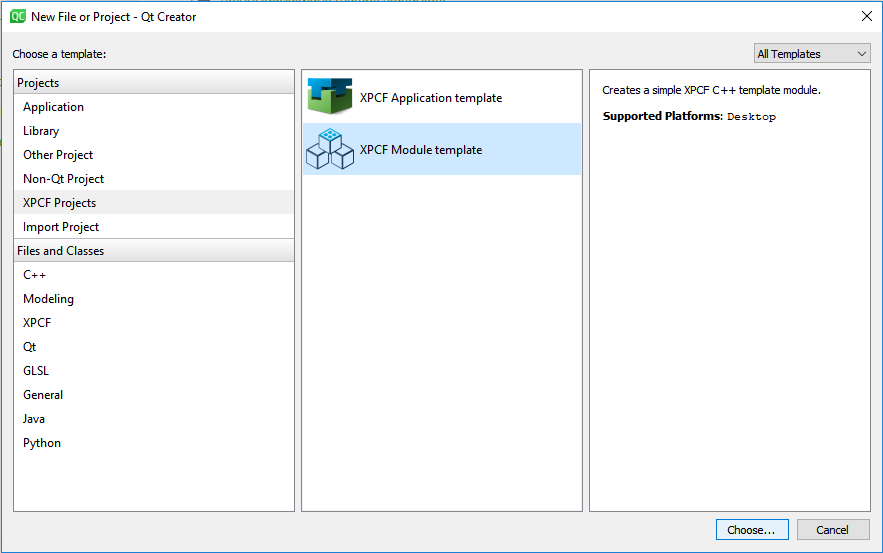 QC New File or Project - Qt Creator
Choose a template:
All Templates
Projects
Application
Library
Other Project
Non-Qt Project
XPCF Projects
Import Project
Files and Classes
C++
Modeling
XPCF
Qt
GLSL
General
Java
Python
XPCF Application template
XPCF Module template
Creates a simple XPCF C++ template module.
Supported Platforms: Desktop
Choose...
Cancel